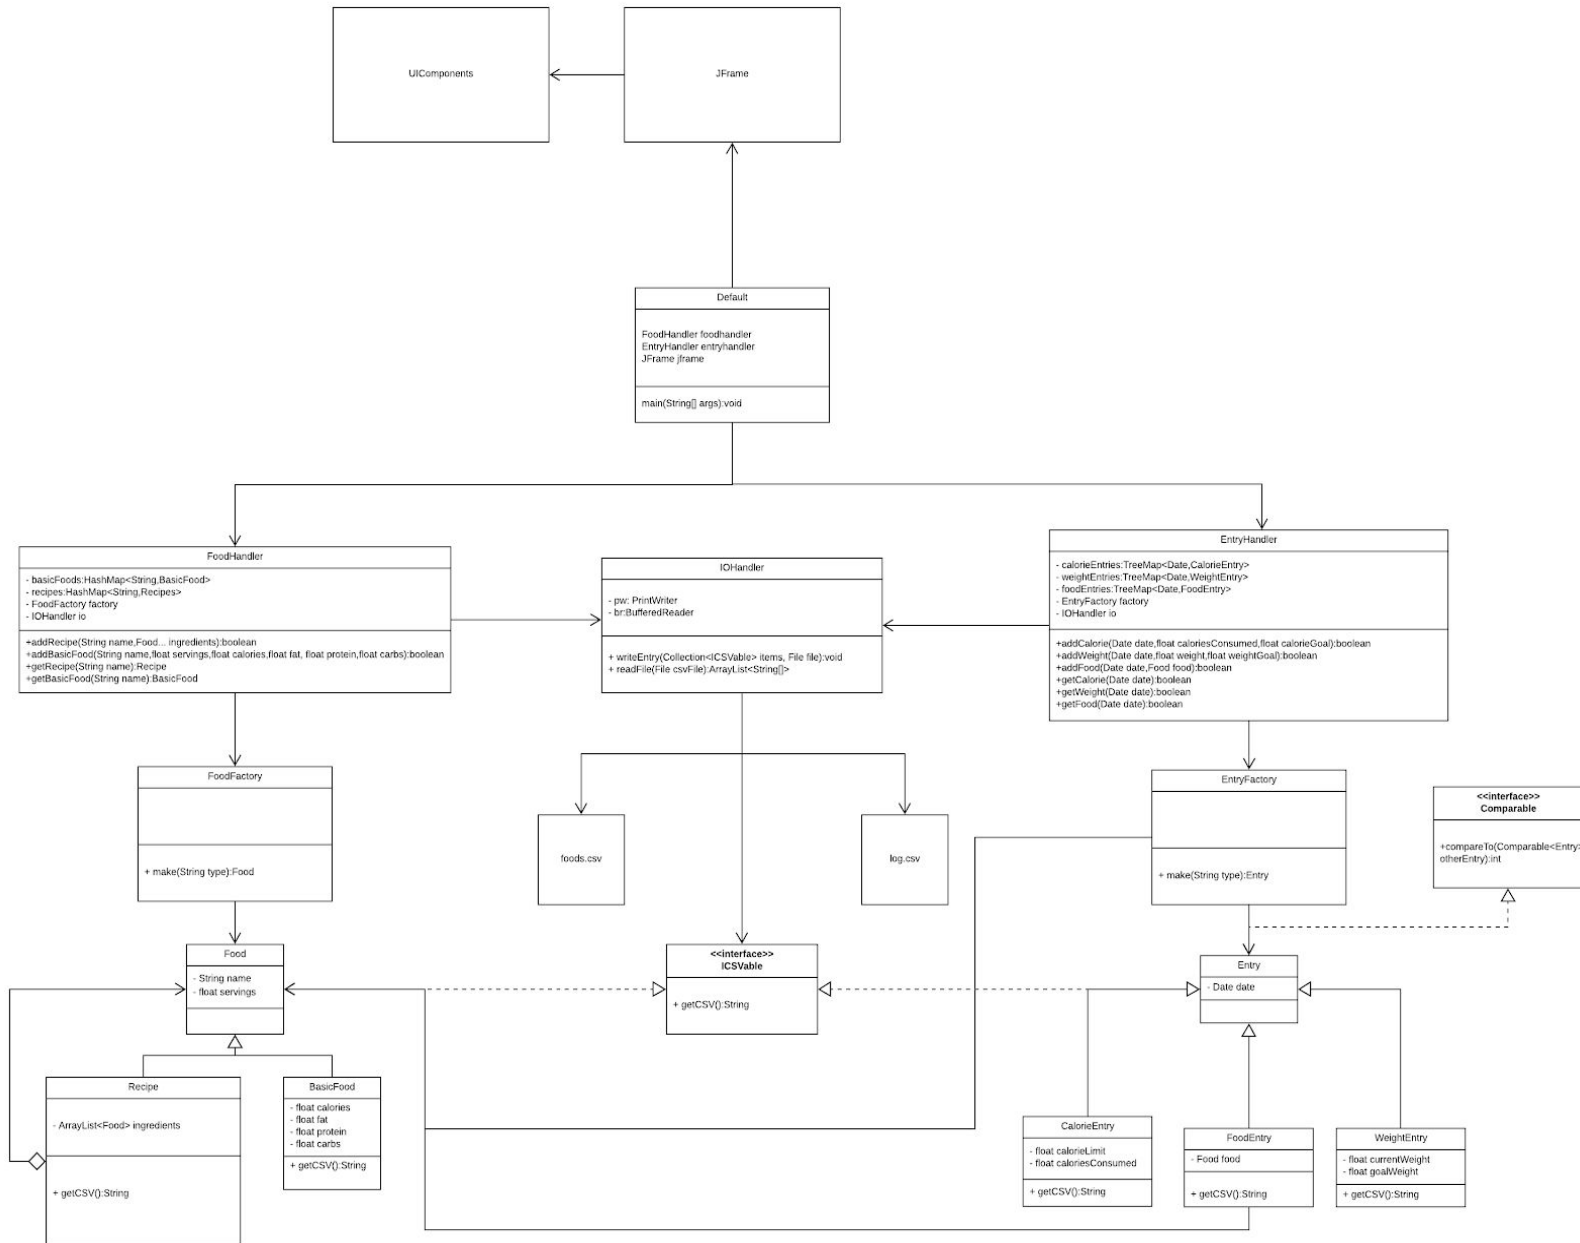 UIComponents
JFrame
Default
FoodHandler foodhandler
EntryHandler entryhandler
JFrame jframe
main(String[] args):void
FoodHandler
- basicFoods:HashMap<String,BasicFood>
- recipes:HashMap<String,Recipes>
- FoodFactory factory
- IOHandler io
+addRecipe(String name,Food... ingredients):boolean
+addBasicFood(String name,float servings,float calories,float fat, float protein,float carbs):boolean
+getRecipe(String name):Recipe
+getBasicFood(String name):BasicFood
IOHandler
- pw: PrintWriter
- br:BufferedReader
+ writeEntry(Collection<ICSVable> items, File file):void
+ readFile(File csvFile):ArrayList<String[]>
EntryHandler
- calorieEntries:TreeMap<Date,CalorieEntry>
- weightEntries:TreeMap<Date,WeightEntry>
- foodEntries:TreeMap<Date,FoodEntry>
- EntryFactory factory
- IOHandler io
+addCalorie(Date date,float caloriesConsumed,float calorieGoal):boolean
+addWeight(Date date,float weight,float weightGoal):boolean
+addFood(Date date,Food food):boolean
+getCalorie(Date date):boolean
+getWeight(Date date):boolean
+getFood(Date date):boolean
FoodFactory
+ make(String type):Food
foods.csv
log.csv
EntryFactory
+ make(String type):Entry
<<interface>>
Comparable
+compareTo(Comparable<Entry>
otherEntry):int
Food
- String name
- float servings
<<interface>>
ICSVable
+ getCSV():String
Entry
- Date date
Recipe
- ArrayList<Food> ingredients
+ getCSV():String
BasicFood
- float calories
- float fat
- float protein
- float carbs
+ getCSV():String
CalorieEntry
- float calorieLimit
- float caloriesConsumed
+ getCSV():String
FoodEntry
- Food food
+ getCSV():String
WeightEntry
- float currentWeight
- float goalWeight
+ getCSV():String